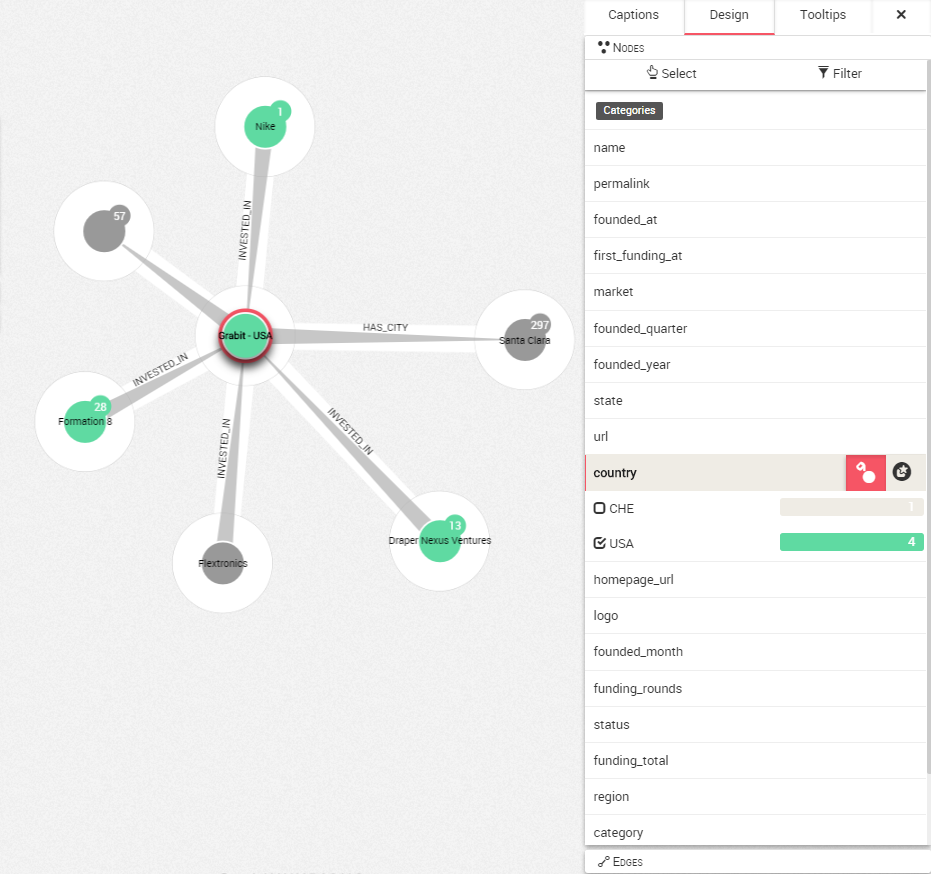 Captions
Design
Tooltips
Nodes
Select
Filter
Categories
name
permalink
founded_at
first_funding_at
market
founded_quarter
founded_year
state
url
country
CHE
1
USA
4
homepage_url
logo
founded_month
funding_rounds
status
funding_total
region
category
Edges
1
Nike
INVESTED_IN
57
Grabit - USA
HAS_CITY
297
Santa Clara
INVESTED_IN
28
Formation 8
INVESTED_IN
INVESTED_IN
13
Draper Nexus Ventures
Flextronics